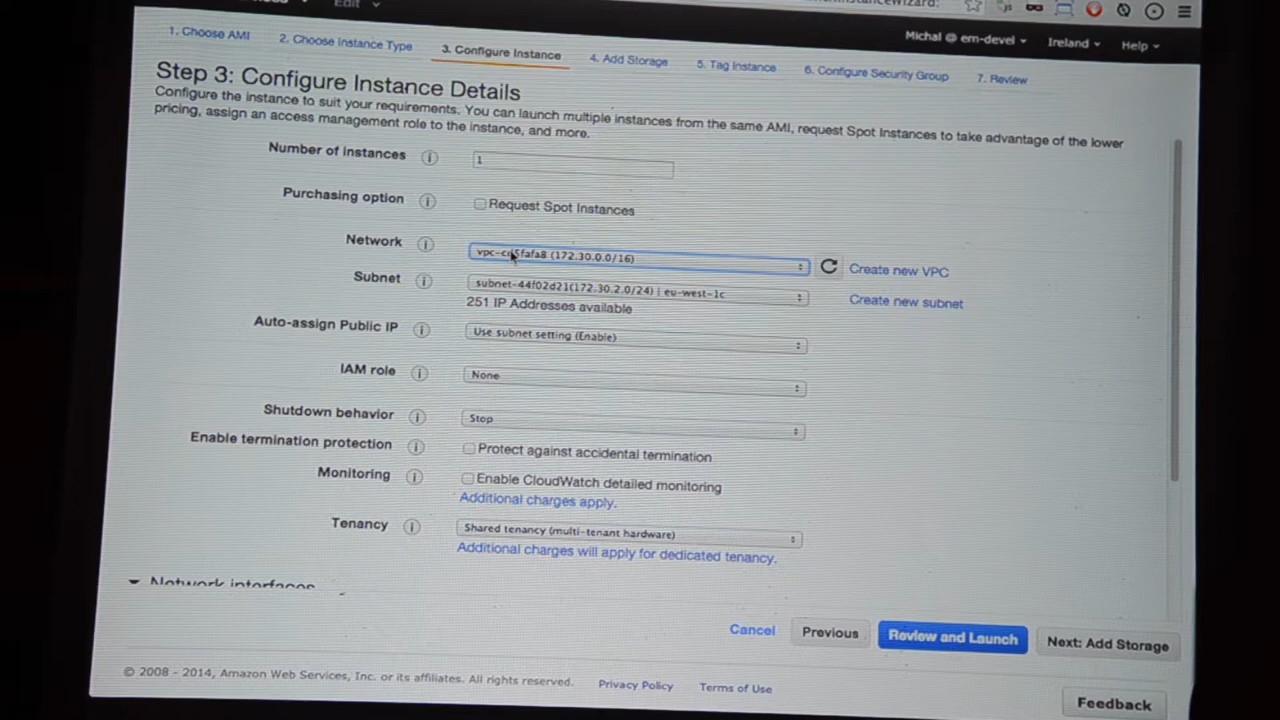 Edit
Michal @ em-devel Ireland Help
1. Choose AMI 2. Choose Instance Type 3. Configure Instance 4. Add Storage 5. Tag Instance 6. Configure Security Group 7. Review
Step 3: Configure Instance Details
Configure the instance to suit your requirements. You can launch multiple instances from the same AMI, request Spot Instances to take advantage of the lower
pricing, assign an access management role to the instance, and more.
Number of instances 1
Purchasing option Request Spot Instances
Network (172.30.0.0/16) Create new VPC
Subnet subnet-44f02d21(172.30.2.0/24) | eu-west-1c Create new subnet
251 IP Addresses available
Auto-assign Public IP Use subnet setting (Enable)
IAM role None
Shutdown behavior Stop
Enable termination protection Protect against accidental termination
Monitoring Enable CloudWatch detailed monitoring
Additional charges apply.
Tenancy Shared tenancy (multi-tenant hardware)
Additional charges will apply for dedicated tenancy.
Network interfaces
Cancel Previous Review and Launch Next: Add Storage
© 2008 - 2014, Amazon Web Services, Inc. or its affiliates. All rights reserved. Privacy Policy Terms of Use
Feedback